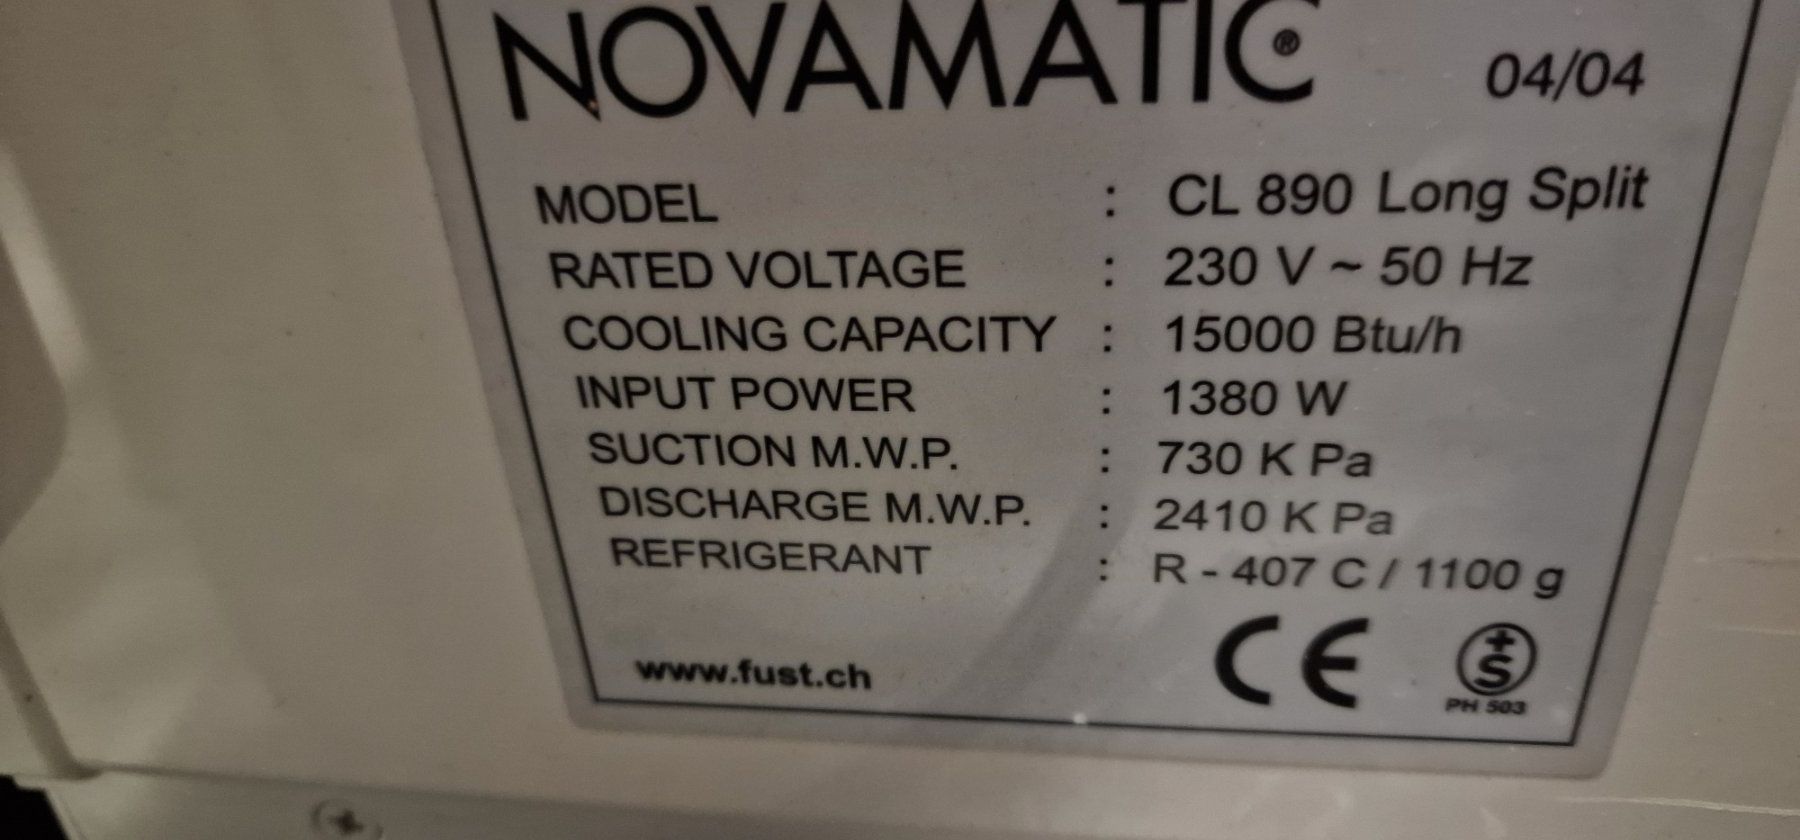 NOVAMATIC® 04/04
MODEL : CL 890 Long Split
RATED VOLTAGE : 230 V ~ 50 Hz
COOLING CAPACITY : 15000 Btu/h
INPUT POWER : 1380 W
SUCTION M.W.P. : 730 K Pa
DISCHARGE M.W.P. : 2410 K Pa
REFRIGERANT : R - 407 C / 1100 g
www.fust.ch CE +S
PH 503